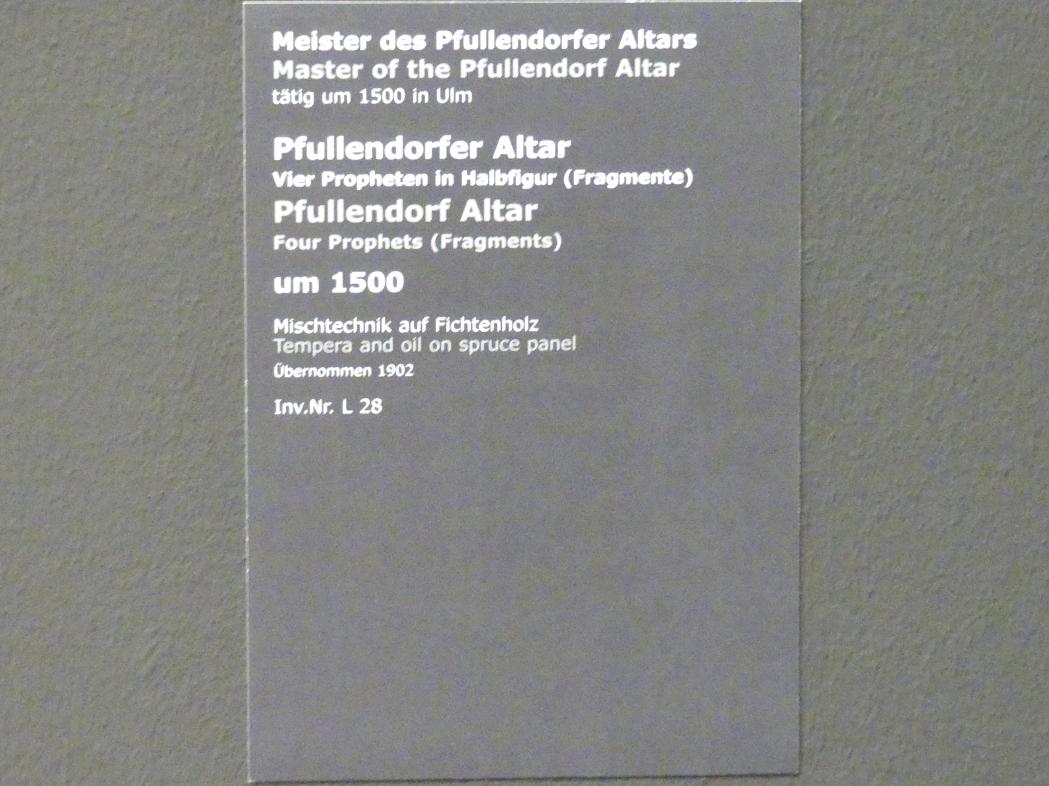 Meister des Pfullendorfer Altars
Master of the Pfullendorf Altar
tätig um 1500 in Ulm
Pfullendorfer Altar
Vier Propheten in Halbfigur (Fragmente)
Pfullendorf Altar
Four Prophets (Fragments)
um 1500
Mischtechnik auf Fichtenholz
Tempera and oil on spruce panel
Übernommen 1902
Inv.Nr. L 28